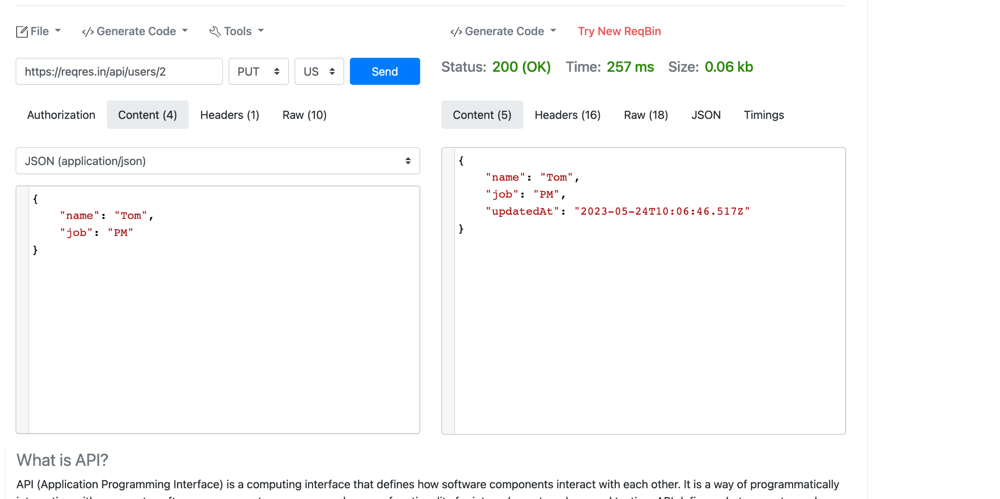 File </> Generate Code Tools </> Generate Code Try New ReqBin
https://reqres.in/api/users/2 PUT US Send Status: 200 (OK) Time: 257 ms Size: 0.06 kb
Authorization Content (4) Headers (1) Raw (10) Content (5) Headers (16) Raw (18) JSON Timings
JSON (application/json)
{
"name": "Tom",
"job": "PM"
}
{
"name": "Tom",
"job": "PM",
"updatedAt": "2023-05-24T10:06:46.517Z"
}
What is API?
API (Application Programming Interface) is a computing interface that defines how software components interact with each other. It is a way of programmatically